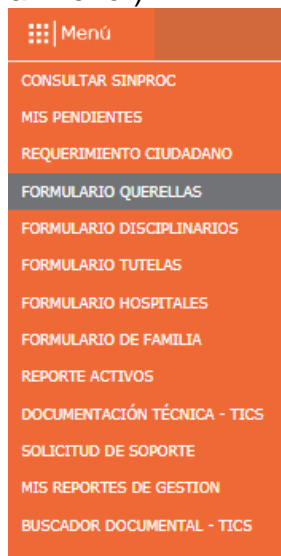 Menú
CONSULTAR SINPROC
MIS PENDIENTES
REQUERIMIENTO CIUDADANO
FORMULARIO QUERELLAS
FORMULARIO DISCIPLINARIOS
FORMULARIO TUTELAS
FORMULARIO HOSPITALES
FORMULARIO DE FAMILIA
REPORTE ACTIVOS
DOCUMENTACIÓN TÉCNICA - TICS
SOLICITUD DE SOPORTE
MIS REPORTES DE GESTION
BUSCADOR DOCUMENTAL - TICS